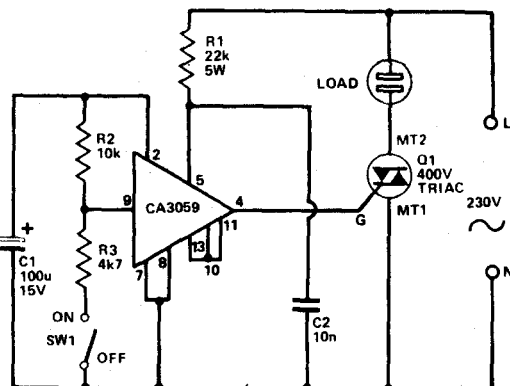 R1
22k
5W
LOAD
L
R2
10k
2
MT2
Q1
400V
TRIAC
5
9
CA3059
4
11
G
MT1
230V
+
R3
4k7
7
8
13
10
C1
100u
15V
N
ON
SW1
OFF
C2
10n